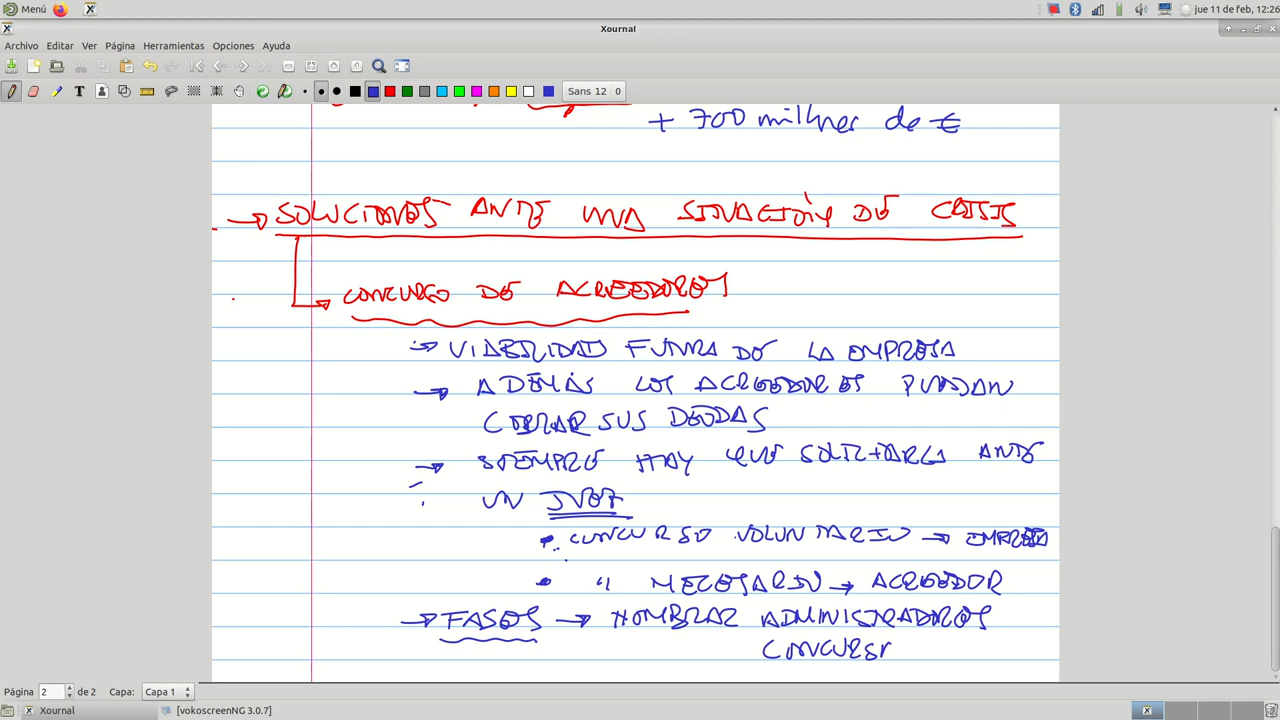 Menú
jue 11 de feb, 12:26
Xournal
Archivo Editar Ver Página Herramientas Opciones Ayuda
Sans 12 0
+ 700 millnes de €
→ SOLUCIONES ANTE UNA SITUACIÓN DE CRISIS
→ CONCURSO DE ACREEDORES
→ VIABILIDAD FUTURA DE LA EMPRESA
→ ADEMÁS LOS ACREEDORES PUEDAN
COBRAR SUS DEUDAS
→ SIEMPRE HAY QUE SOLICITARLO ANTE
UN JUEZ
• CONCURSO VOLUNTARIO → EMPRESA
• " NECESARIO → ACREEDOR
→ FASES → NOMBRAR ADMINISTRADORES
CONCURS
Página 2 de 2 Capa: Capa 1
Xournal [vokoscreenNG 3.0.7]